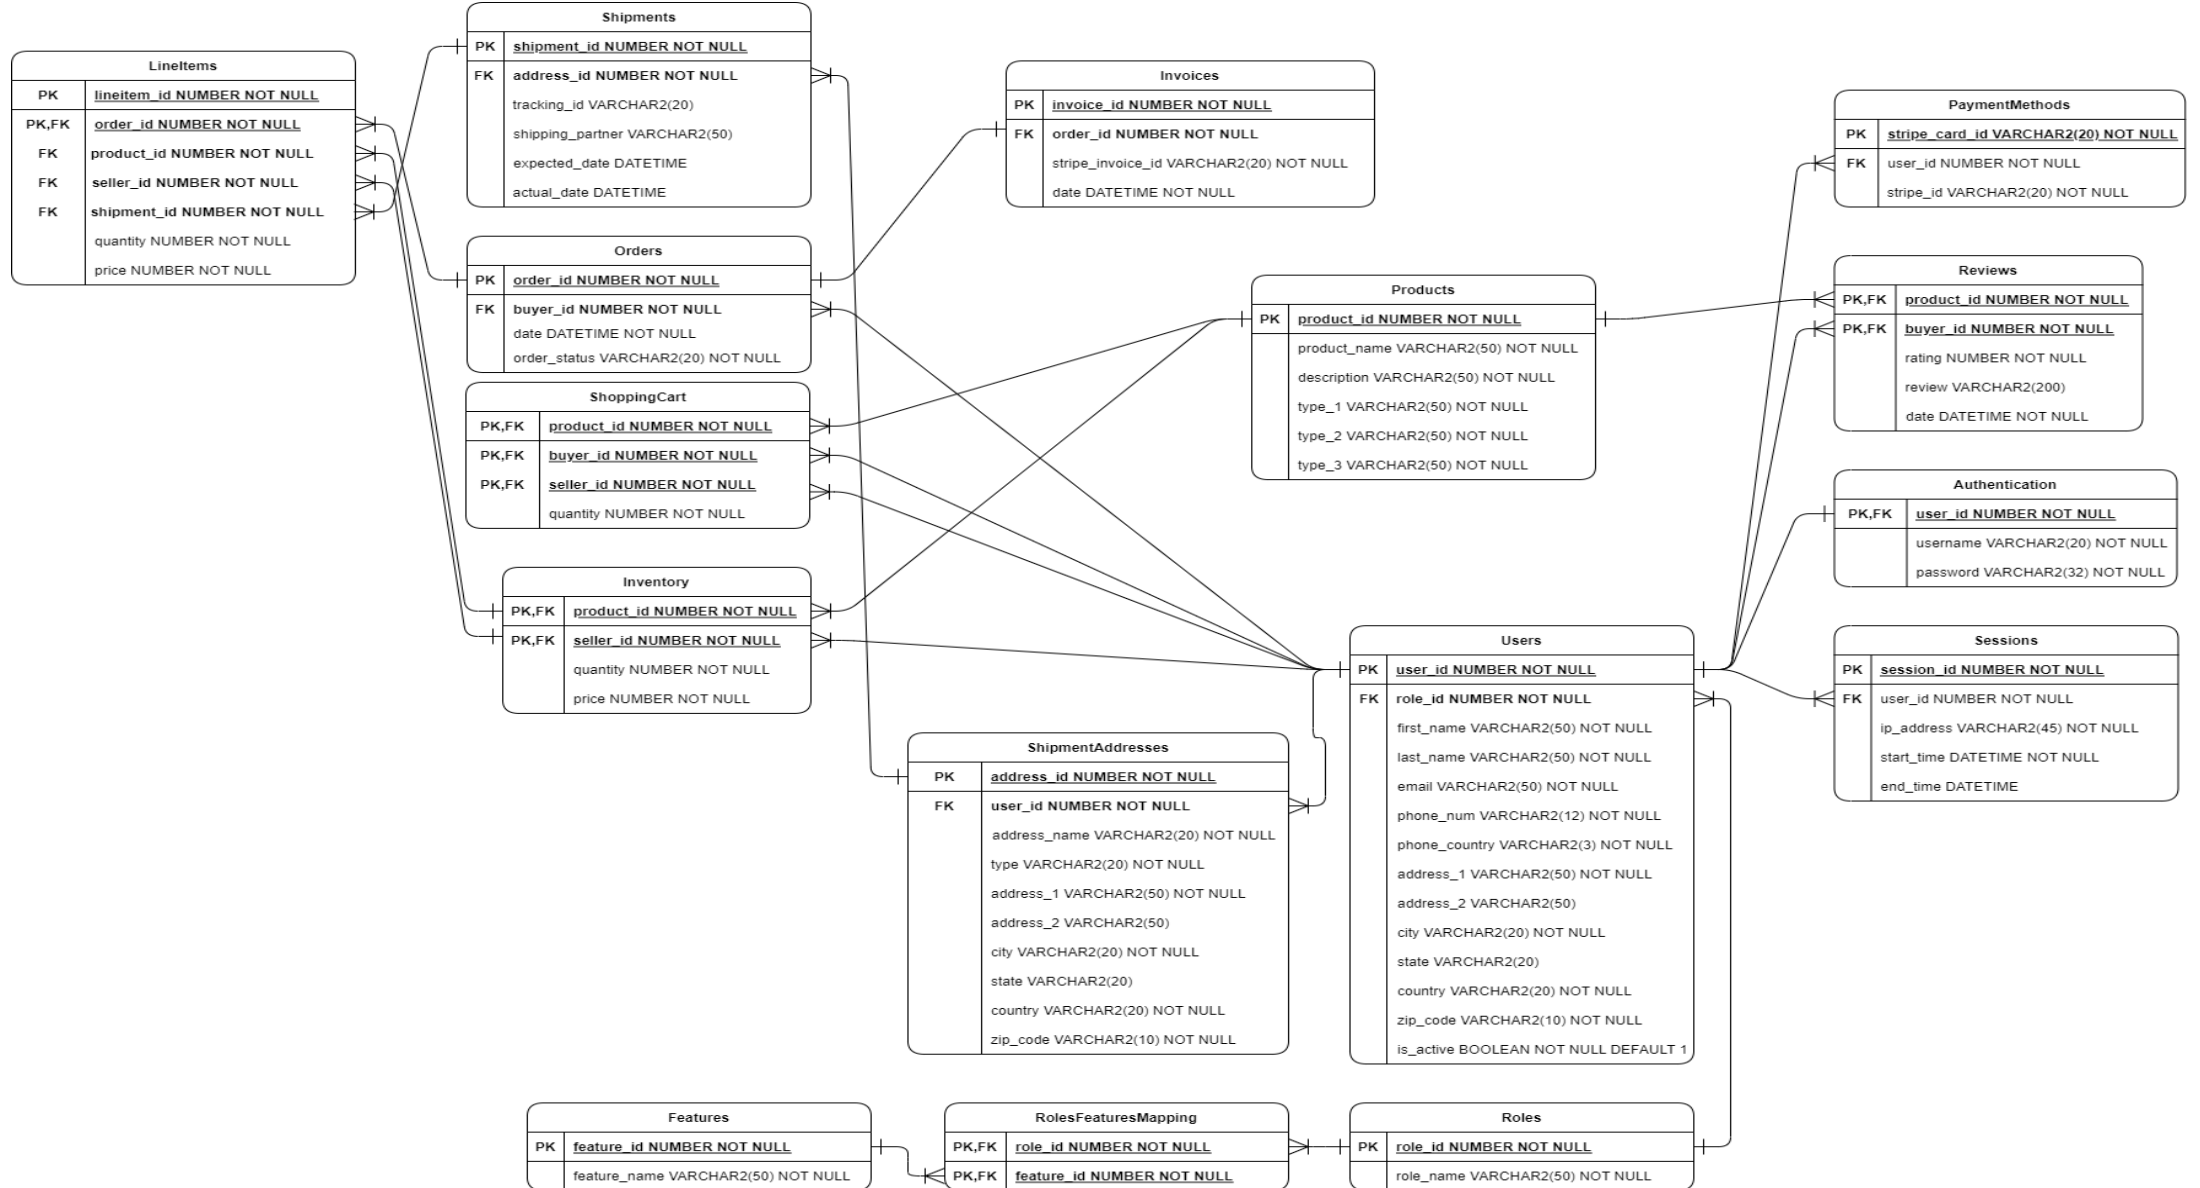 Shipments
PK shipment_id NUMBER NOT NULL
FK address_id NUMBER NOT NULL
tracking_id VARCHAR2(20)
shipping_partner VARCHAR2(50)
expected_date DATETIME
actual_date DATETIME
LineItems
PK lineitem_id NUMBER NOT NULL
PK,FK order_id NUMBER NOT NULL
FK product_id NUMBER NOT NULL
FK seller_id NUMBER NOT NULL
FK shipment_id NUMBER NOT NULL
quantity NUMBER NOT NULL
price NUMBER NOT NULL
Invoices
PK invoice_id NUMBER NOT NULL
FK order_id NUMBER NOT NULL
stripe_invoice_id VARCHAR2(20) NOT NULL
date DATETIME NOT NULL
PaymentMethods
PK stripe_card_id VARCHAR2(20) NOT NULL
FK user_id NUMBER NOT NULL
stripe_id VARCHAR2(20) NOT NULL
Orders
PK order_id NUMBER NOT NULL
FK buyer_id NUMBER NOT NULL
date DATETIME NOT NULL
order_status VARCHAR2(20) NOT NULL
Products
PK product_id NUMBER NOT NULL
product_name VARCHAR2(50) NOT NULL
description VARCHAR2(50) NOT NULL
type_1 VARCHAR2(50) NOT NULL
type_2 VARCHAR2(50) NOT NULL
type_3 VARCHAR2(50) NOT NULL
Reviews
PK,FK product_id NUMBER NOT NULL
PK,FK buyer_id NUMBER NOT NULL
rating NUMBER NOT NULL
review VARCHAR2(200)
date DATETIME NOT NULL
ShoppingCart
PK,FK product_id NUMBER NOT NULL
PK,FK buyer_id NUMBER NOT NULL
PK,FK seller_id NUMBER NOT NULL
quantity NUMBER NOT NULL
Authentication
PK,FK user_id NUMBER NOT NULL
username VARCHAR2(20) NOT NULL
password VARCHAR2(32) NOT NULL
Inventory
PK,FK product_id NUMBER NOT NULL
PK,FK seller_id NUMBER NOT NULL
quantity NUMBER NOT NULL
price NUMBER NOT NULL
Users
PK user_id NUMBER NOT NULL
FK role_id NUMBER NOT NULL
first_name VARCHAR2(50) NOT NULL
last_name VARCHAR2(50) NOT NULL
email VARCHAR2(50) NOT NULL
phone_num VARCHAR2(12) NOT NULL
phone_country VARCHAR2(3) NOT NULL
address_1 VARCHAR2(50) NOT NULL
address_2 VARCHAR2(50)
city VARCHAR2(20) NOT NULL
state VARCHAR2(20)
country VARCHAR2(20) NOT NULL
zip_code VARCHAR2(10) NOT NULL
is_active BOOLEAN NOT NULL DEFAULT 1
Sessions
PK session_id NUMBER NOT NULL
FK user_id NUMBER NOT NULL
ip_address VARCHAR2(45) NOT NULL
start_time DATETIME NOT NULL
end_time DATETIME
ShipmentAddresses
PK address_id NUMBER NOT NULL
FK user_id NUMBER NOT NULL
address_name VARCHAR2(20) NOT NULL
type VARCHAR2(20) NOT NULL
address_1 VARCHAR2(50) NOT NULL
address_2 VARCHAR2(50)
city VARCHAR2(20) NOT NULL
state VARCHAR2(20)
country VARCHAR2(20) NOT NULL
zip_code VARCHAR2(10) NOT NULL
Features
PK feature_id NUMBER NOT NULL
feature_name VARCHAR2(50) NOT NULL
RolesFeaturesMapping
PK,FK role_id NUMBER NOT NULL
PK,FK feature_id NUMBER NOT NULL
Roles
PK role_id NUMBER NOT NULL
role_name VARCHAR2(50) NOT NULL